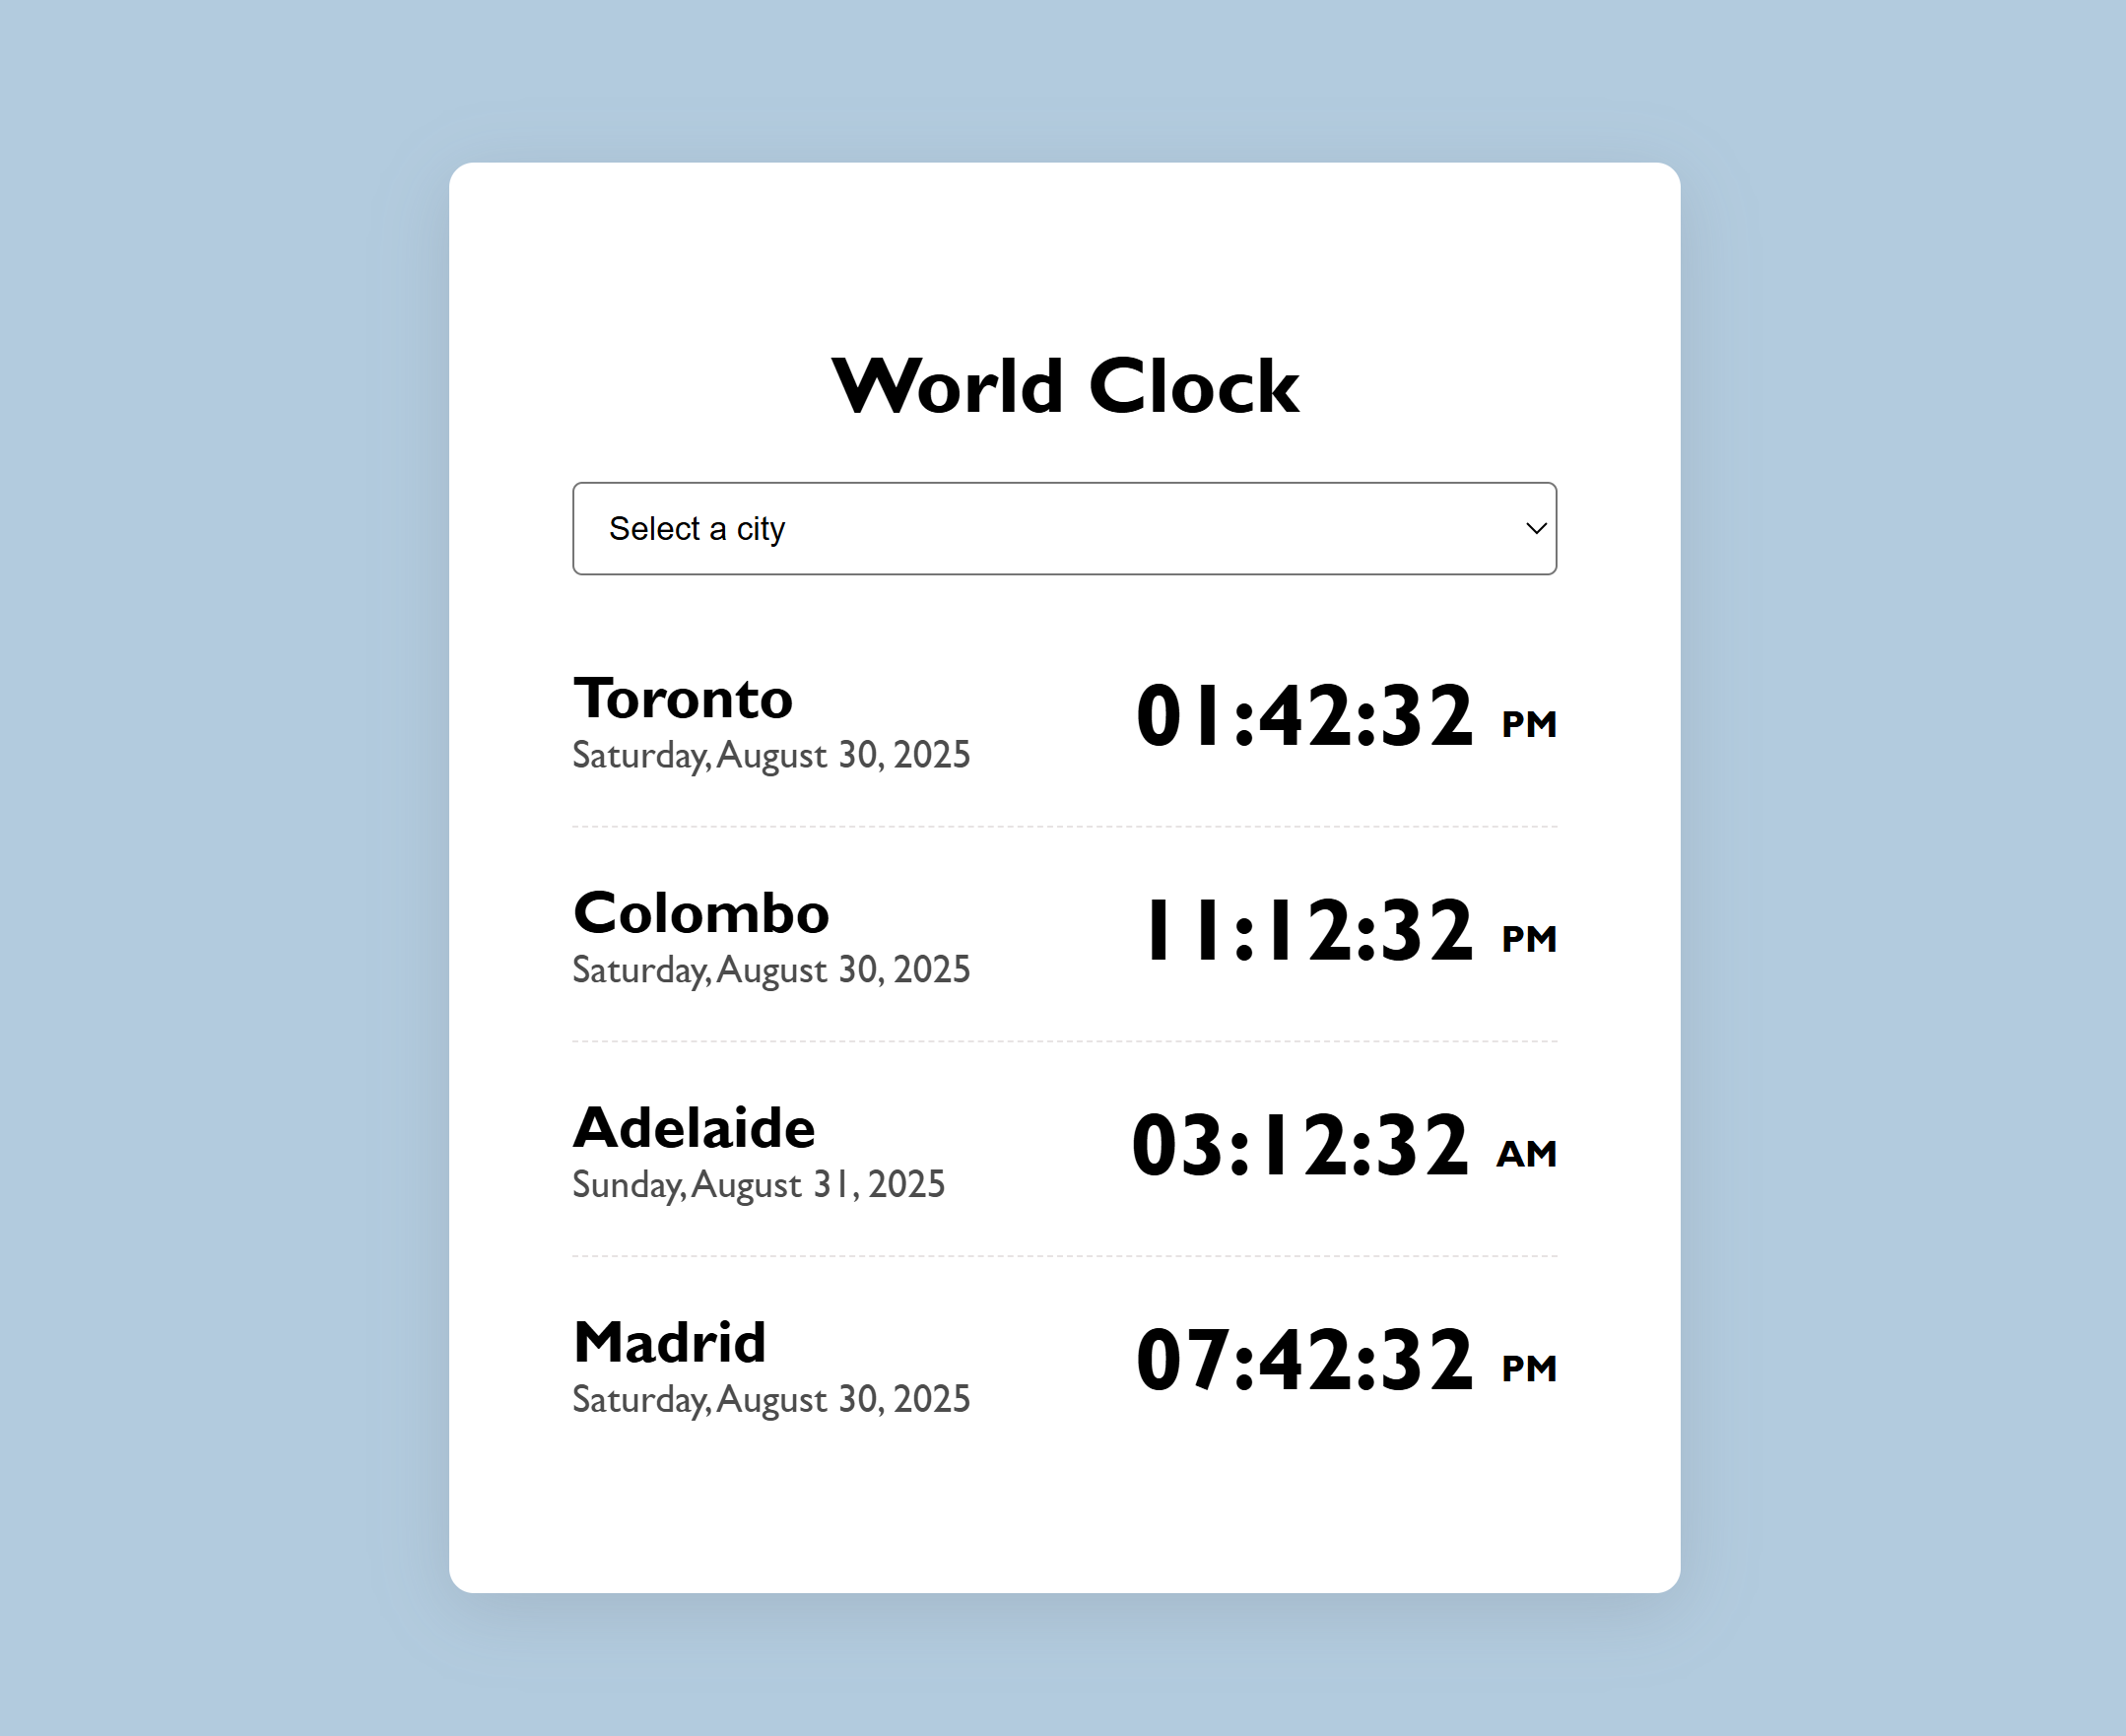 World Clock
Select a city
Toronto
01:42:32 PM
Saturday, August 30, 2025
Colombo
11:12:32 PM
Saturday, August 30, 2025
Adelaide
03:12:32 AM
Sunday, August 31, 2025
Madrid
07:42:32 PM
Saturday, August 30, 2025